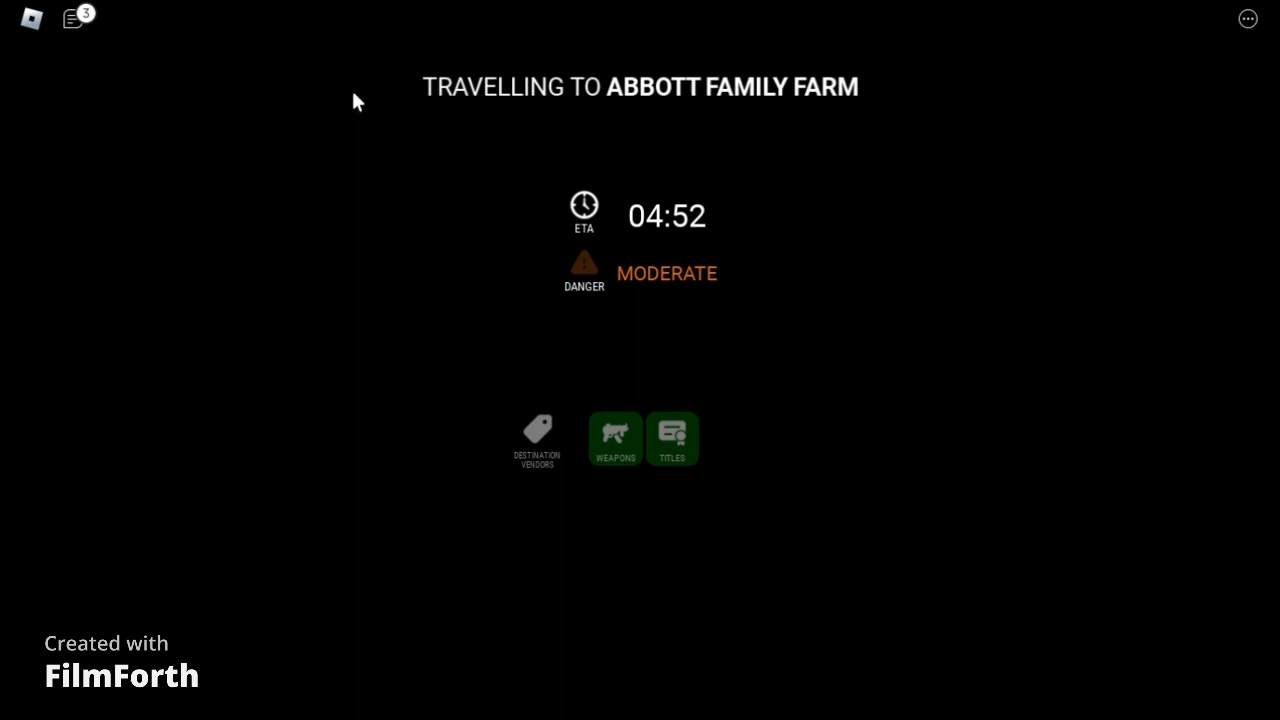 3
TRAVELLING TO ABBOTT FAMILY FARM
ETA
04:52
DANGER
MODERATE
DESTINATION
VENDORS
WEAPONS
TITLES
Created with
FilmForth